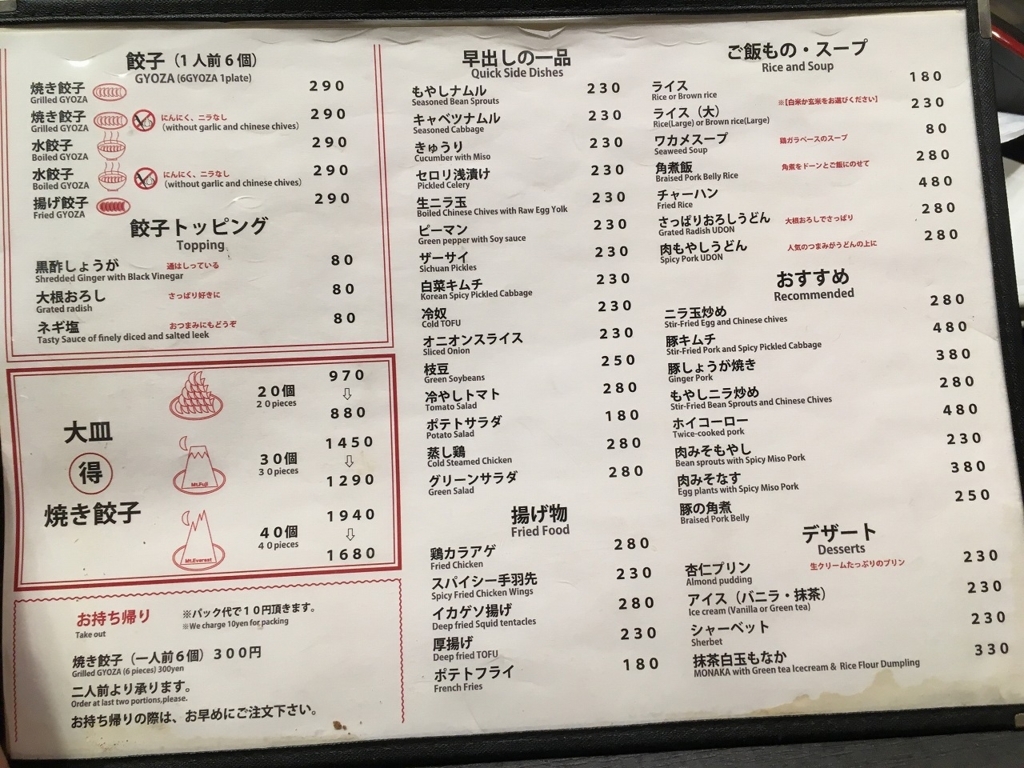 餃子（1人前6個）
GYOZA (6GYOZA 1plate)
焼き餃子 290
Grilled GYOZA
焼き餃子 にんにく、ニラなし 290
Grilled GYOZA (without garlic and chinese chives)
水餃子 290
Boiled GYOZA
水餃子 にんにく、ニラなし 290
Boiled GYOZA (without garlic and chinese chives)
揚げ餃子 290
Fried GYOZA
餃子トッピング
Topping
黒酢しょうが 通はしっている 80
Shredded Ginger with Black Vinegar
大根おろし さっぱり好きに 80
Grated radish
ネギ塩 おつまみにもどうぞ 80
Tasty Sauce of finely diced and salted leek
大皿
得
焼き餃子
20個 970
20pieces ⇩
880
30個 1450
30pieces ⇩
Mt.Fuji 1290
40個 1940
40pieces ⇩
Mt.Everest 1680
お持ち帰り ※パック代で10円頂きます。
Take out ※We charge 10yen for packing
焼き餃子（一人前6個）300円
Grilled GYOZA (6 pieces) 300yen
二人前より承ります。
Order at last two portions,please.
お持ち帰りの際は、お早めにご注文下さい。
早出しの一品
Quick Side Dishes
もやしナムル 230
Seasoned Bean Sprouts
キャベツナムル 230
Seasoned Cabbage
きゅうり 230
Cucumber with Miso
セロリ浅漬け 230
Pickled Celery
生ニラ玉 230
Boiled Chinese Chives with Raw Egg Yolk
ピーマン 230
Green pepper with Soy sauce
ザーサイ 230
Sichuan Pickles
白菜キムチ 230
Korean Spicy Pickled Cabbage
冷奴 230
Cold TOFU
オニオンスライス 230
Sliced Onion
枝豆 250
Green Soybeans
冷やしトマト 280
Tomato Salad
ポテトサラダ 180
Potato Salad
蒸し鶏 280
Cold Steamed Chicken
グリーンサラダ 280
Green Salad
揚げ物
Fried Food
鶏カラアゲ 280
Fried Chicken
スパイシー手羽先 230
Spicy Fried Chicken Wings
イカゲソ揚げ 280
Deep fried Squid tentacles
厚揚げ 230
Deep fried TOFU
ポテトフライ 180
French Fries
ご飯もの・スープ
Rice and Soup
ライス 180
Rice or Brown rice ※【白米か玄米をお選びください】
ライス（大） 230
Rice(Large) or Brown rice(Large)
ワカメスープ 鶏ガラベースのスープ 80
Seaweed Soup
角煮飯 角煮をドーンとご飯にのせて 280
Braised Pork Belly Rice
チャーハン 480
Fried Rice
さっぱりおろしうどん 大根おろしでさっぱり 280
Grated Radish UDON
肉もやしうどん 人気のつまみがうどんの上に 280
Spicy Pork UDON
おすすめ
Recommended
ニラ玉炒め 280
Stir-Fried Egg and Chinese chives
豚キムチ 480
Stir-Fried Pork and Spicy Pickled Cabbage
豚しょうが焼き 380
Ginger Pork
もやしニラ炒め 280
Stir-Fried Bean Sprouts and Chinese Chives
ホイコーロー 480
Twice-cooked pork
肉みそもやし 230
Bean sprouts with Spicy Miso Pork
肉みそなす 380
Egg plants with Spicy Miso Pork
豚の角煮 250
Braised Pork Belly
デザート
Desserts
杏仁プリン 生クリームたっぷりのプリン 230
Almond pudding
アイス（バニラ・抹茶） 230
Ice cream (Vanilla or Green tea)
シャーベット 230
Sherbet
抹茶白玉もなか 330
MONAKA with Green tea Icecream & Rice Flour Dumpling